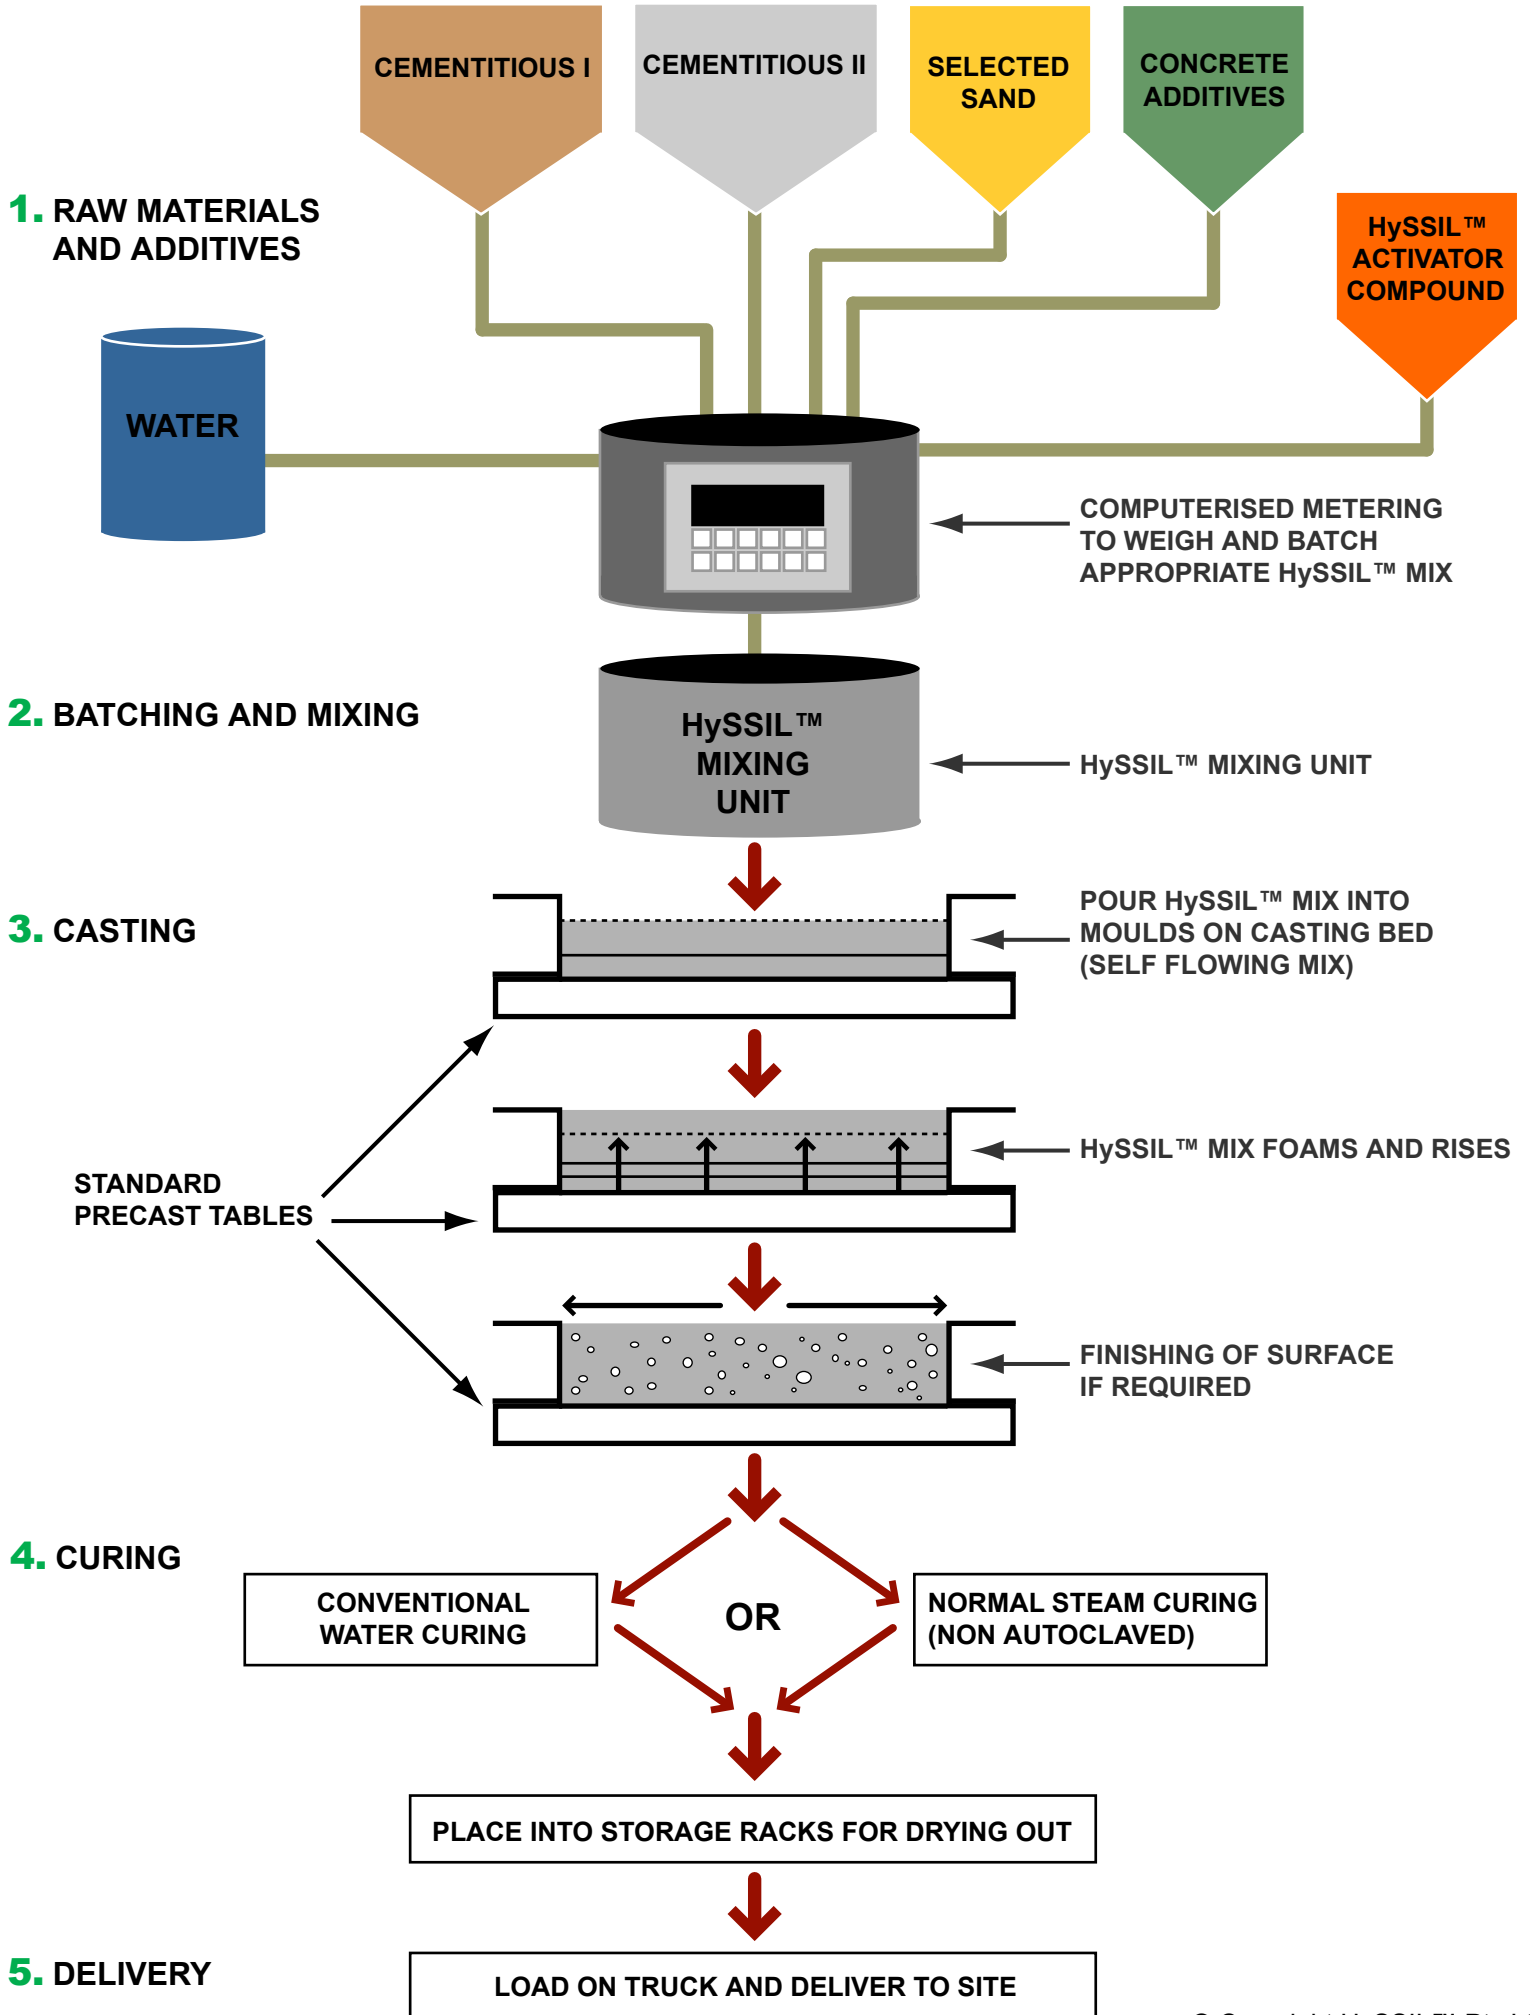 CEMENTITIOUS I
CEMENTITIOUS II
SELECTED
SAND
CONCRETE
ADDITIVES
1. RAW MATERIALS
AND ADDITIVES
HySSIL™
ACTIVATOR
COMPOUND
WATER
COMPUTERISED METERING
TO WEIGH AND BATCH
APPROPRIATE HySSIL™ MIX
2. BATCHING AND MIXING
HySSIL™
MIXING
UNIT
HySSIL™ MIXING UNIT
3. CASTING
POUR HySSIL™ MIX INTO
MOULDS ON CASTING BED
(SELF FLOWING MIX)
HySSIL™ MIX FOAMS AND RISES
STANDARD
PRECAST TABLES
FINISHING OF SURFACE
IF REQUIRED
4. CURING
CONVENTIONAL
WATER CURING
OR
NORMAL STEAM CURING
(NON AUTOCLAVED)
PLACE INTO STORAGE RACKS FOR DRYING OUT
5. DELIVERY
LOAD ON TRUCK AND DELIVER TO SITE